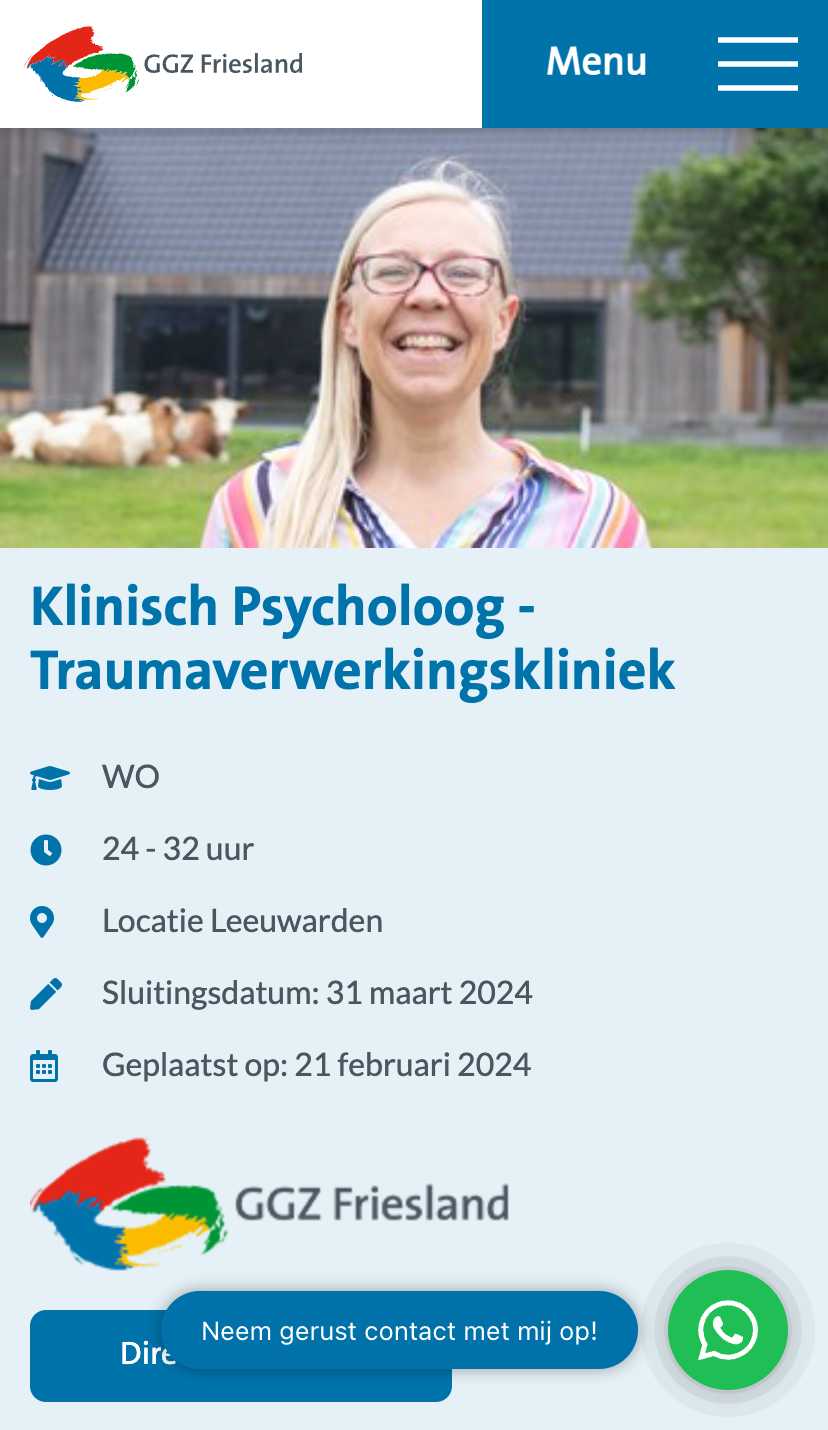 GGZ Friesland
Menu
Klinisch Psycholoog -
Traumaverwerkingskliniek
WO
24 - 32 uur
Locatie Leeuwarden
Sluitingsdatum: 31 maart 2024
Geplaatst op: 21 februari 2024
GGZ Friesland
Neem gerust contact met mij op!